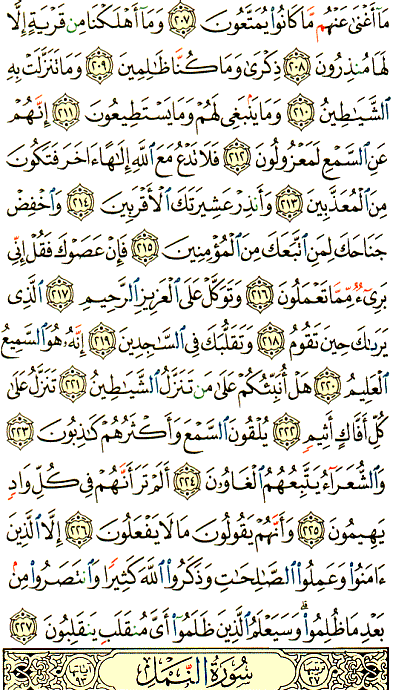 مَآ أَغْنَىٰ عَنْهُم مَّا كَانُوا۟ يُمَتَّعُونَ ٢٠٧ وَمَآ أَهْلَكْنَا مِن قَرْيَةٍ إِلَّا
لَهَا مُنذِرُونَ ٢٠٨ ذِكْرَىٰ وَمَا كُنَّا ظَـٰلِمِينَ ٢٠٩ وَمَا تَنَزَّلَتْ بِهِ
ٱلشَّيَـٰطِينُ ٢١٠ وَمَا يَنۢبَغِى لَهُمْ وَمَا يَسْتَطِيعُونَ ٢١١ إِنَّهُمْ
عَنِ ٱلسَّمْعِ لَمَعْزُولُونَ ٢١٢ فَلَا تَدْعُ مَعَ ٱللَّهِ إِلَـٰهًا ءَاخَرَ فَتَكُونَ
مِنَ ٱلْمُعَذَّبِينَ ٢١٣ وَأَنذِرْ عَشِيرَتَكَ ٱلْأَقْرَبِينَ ٢١٤ وَٱخْفِضْ
جَنَاحَكَ لِمَنِ ٱتَّبَعَكَ مِنَ ٱلْمُؤْمِنِينَ ٢١٥ فَإِنْ عَصَوْكَ فَقُلْ إِنِّى
بَرِىٓءٌ مِّمَّا تَعْمَلُونَ ٢١٦ وَتَوَكَّلْ عَلَى ٱلْعَزِيزِ ٱلرَّحِيمِ ٢١٧ ٱلَّذِى
يَرَىٰكَ حِينَ تَقُومُ ٢١٨ وَتَقَلُّبَكَ فِى ٱلسَّـٰجِدِينَ ٢١٩ إِنَّهُۥ هُوَ ٱلسَّمِيعُ
ٱلْعَلِيمُ ٢٢٠ هَلْ أُنَبِّئُكُمْ عَلَىٰ مَن تَنَزَّلُ ٱلشَّيَـٰطِينُ ٢٢١ تَنَزَّلُ عَلَىٰ
كُلِّ أَفَّاكٍ أَثِيمٍ ٢٢٢ يُلْقُونَ ٱلسَّمْعَ وَأَكْثَرُهُمْ كَـٰذِبُونَ ٢٢٣
وَٱلشُّعَرَآءُ يَتَّبِعُهُمُ ٱلْغَاوُۥنَ ٢٢٤ أَلَمْ تَرَ أَنَّهُمْ فِى كُلِّ وَادٍ
يَهِيمُونَ ٢٢٥ وَأَنَّهُمْ يَقُولُونَ مَا لَا يَفْعَلُونَ ٢٢٦ إِلَّا ٱلَّذِينَ
ءَامَنُوا۟ وَعَمِلُوا۟ ٱلصَّـٰلِحَـٰتِ وَذَكَرُوا۟ ٱللَّهَ كَثِيرًا وَٱنتَصَرُوا۟ مِنۢ
بَعْدِ مَا ظُلِمُوا۟ ۗ وَسَيَعْلَمُ ٱلَّذِينَ ظَلَمُوٓا۟ أَىَّ مُنقَلَبٍ يَنقَلِبُونَ ٢٢٧
سُورَةُ ٱلنَّمْلِ